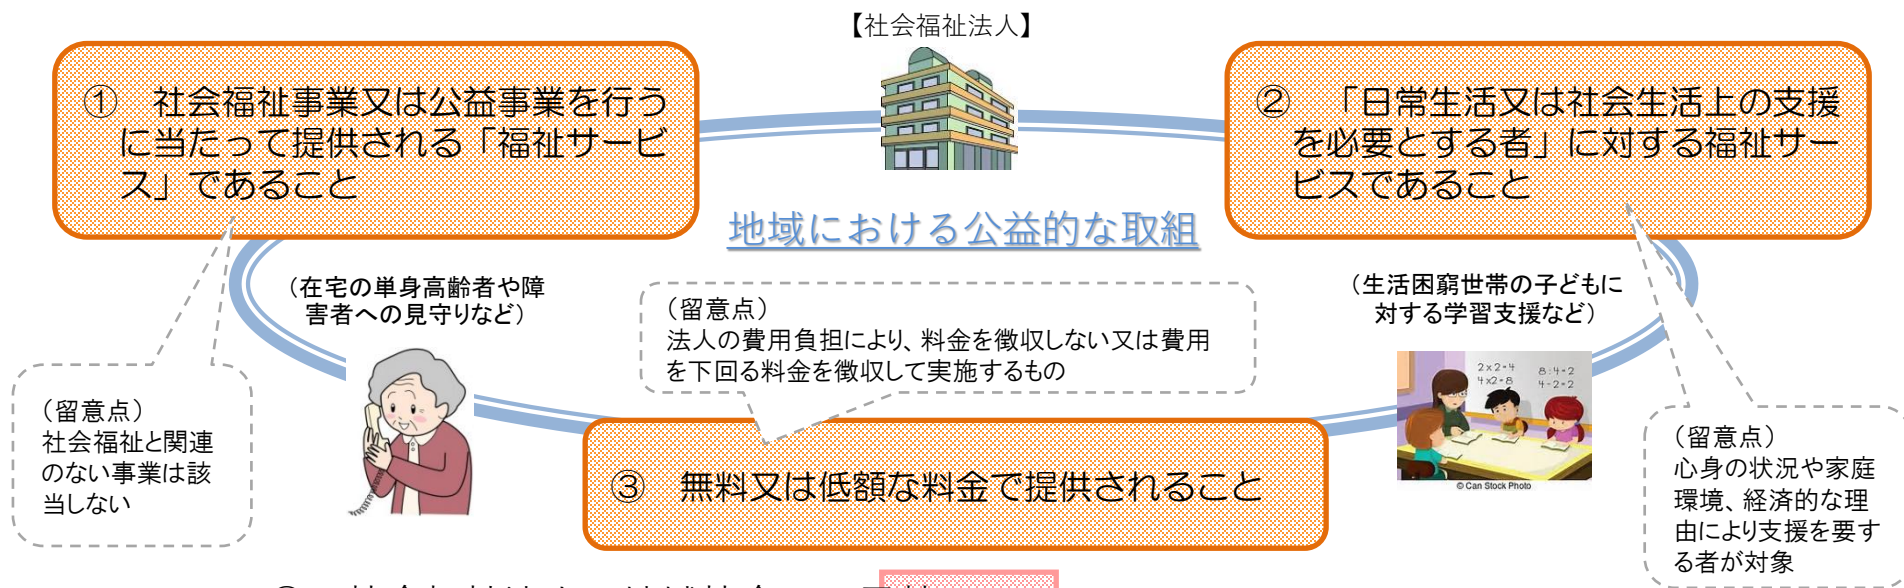 【社会福祉法人】
① 社会福祉事業又は公益事業を行う
に当たって提供される「福祉サービ
ス」であること
② 「日常生活又は社会生活上の支援
を必要とする者」に対する福祉サー
ビスであること
地域における公益的な取組
（在宅の単身高齢者や障
害者への見守りなど）
（留意点）
法人の費用負担により、料金を徴収しない又は費用
を下回る料金を徴収して実施するもの
（生活困窮世帯の子どもに
対する学習支援など）
2×2=4
4×2=8
8:4=2
4-2=2
© Can Stock Photo
（留意点）
社会福祉と関連
のない事業は該
当しない
③ 無料又は低額な料金で提供されること
（留意点）
心身の状況や家庭
環境、経済的な理
由により支援を要す
る者が対象